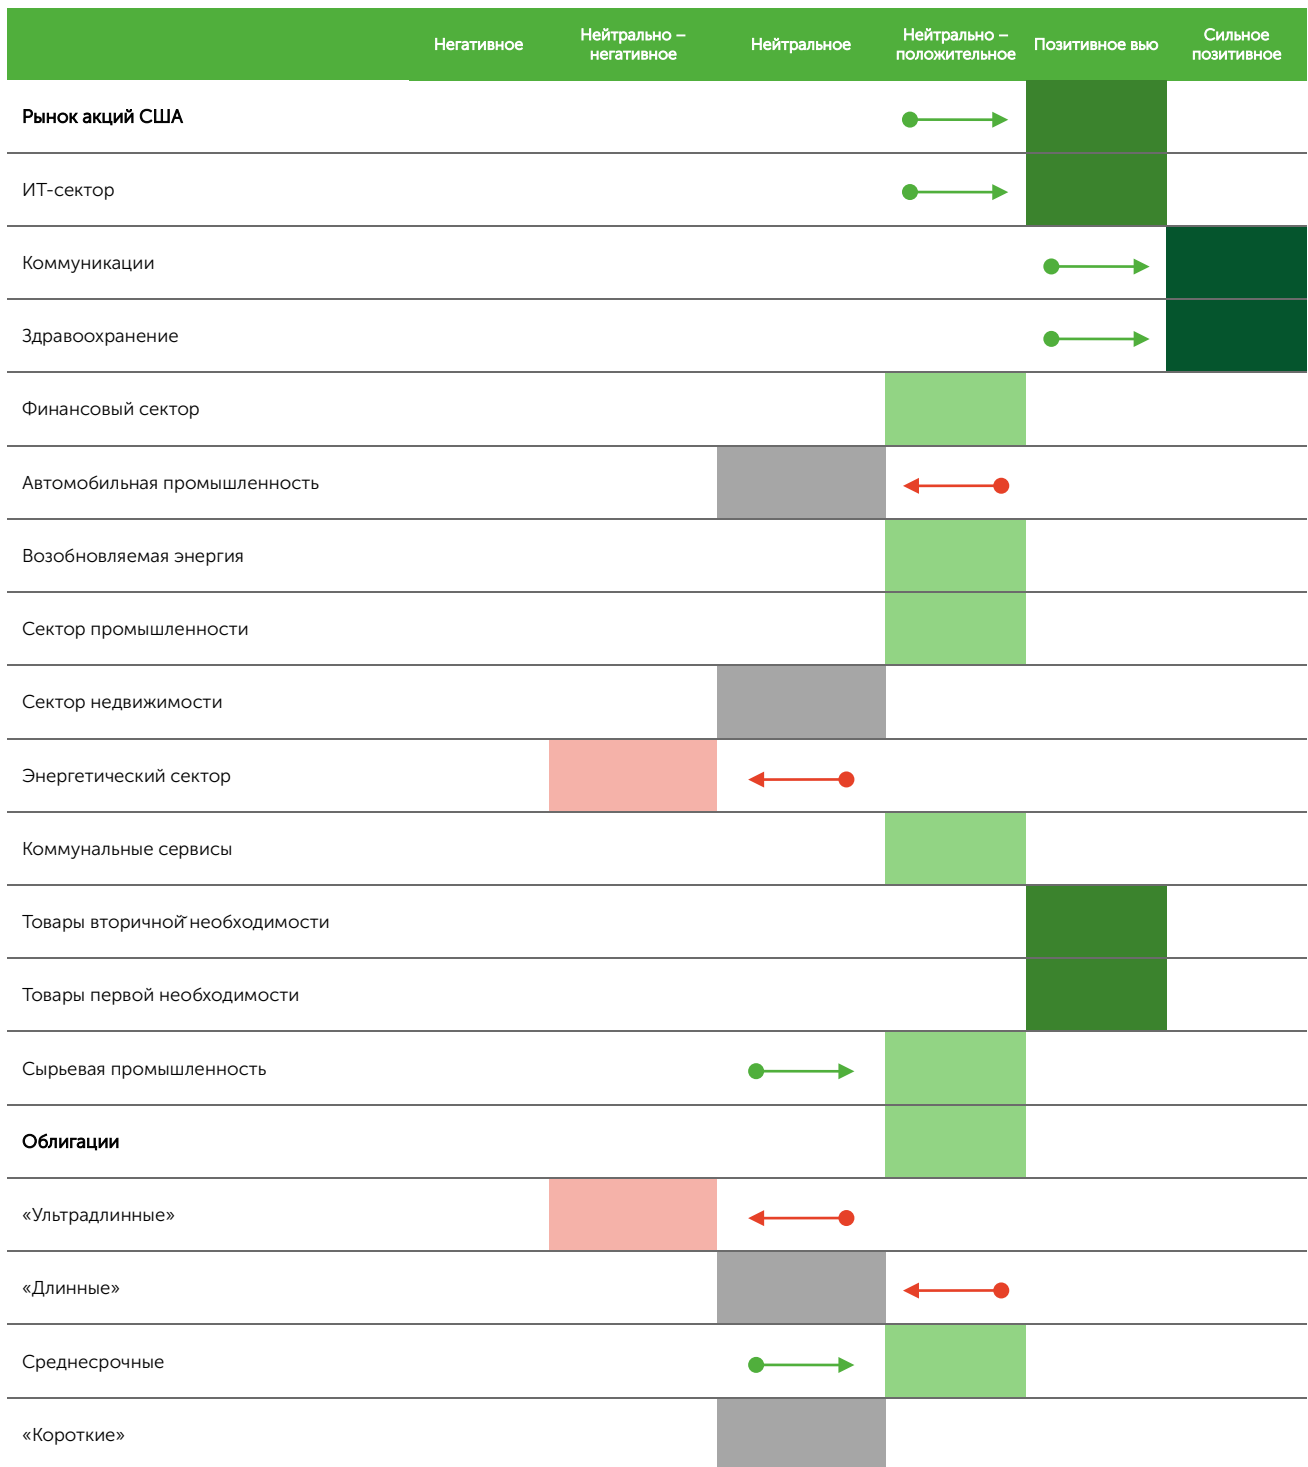 Негативное
Нейтрально –
негативное
Нейтральное
Нейтрально –
положительное
Позитивное вью
Сильное
позитивное
Рынок акций США
ИТ-сектор
Коммуникации
Здравоохранение
Финансовый сектор
Автомобильная промышленность
Возобновляемая энергия
Сектор промышленности
Сектор недвижимости
Энергетический сектор
Коммунальные сервисы
Товары вторичной необходимости
Товары первой необходимости
Сырьевая промышленность
Облигации
«Ультрадлинные»
«Длинные»
Среднесрочные
«Короткие»